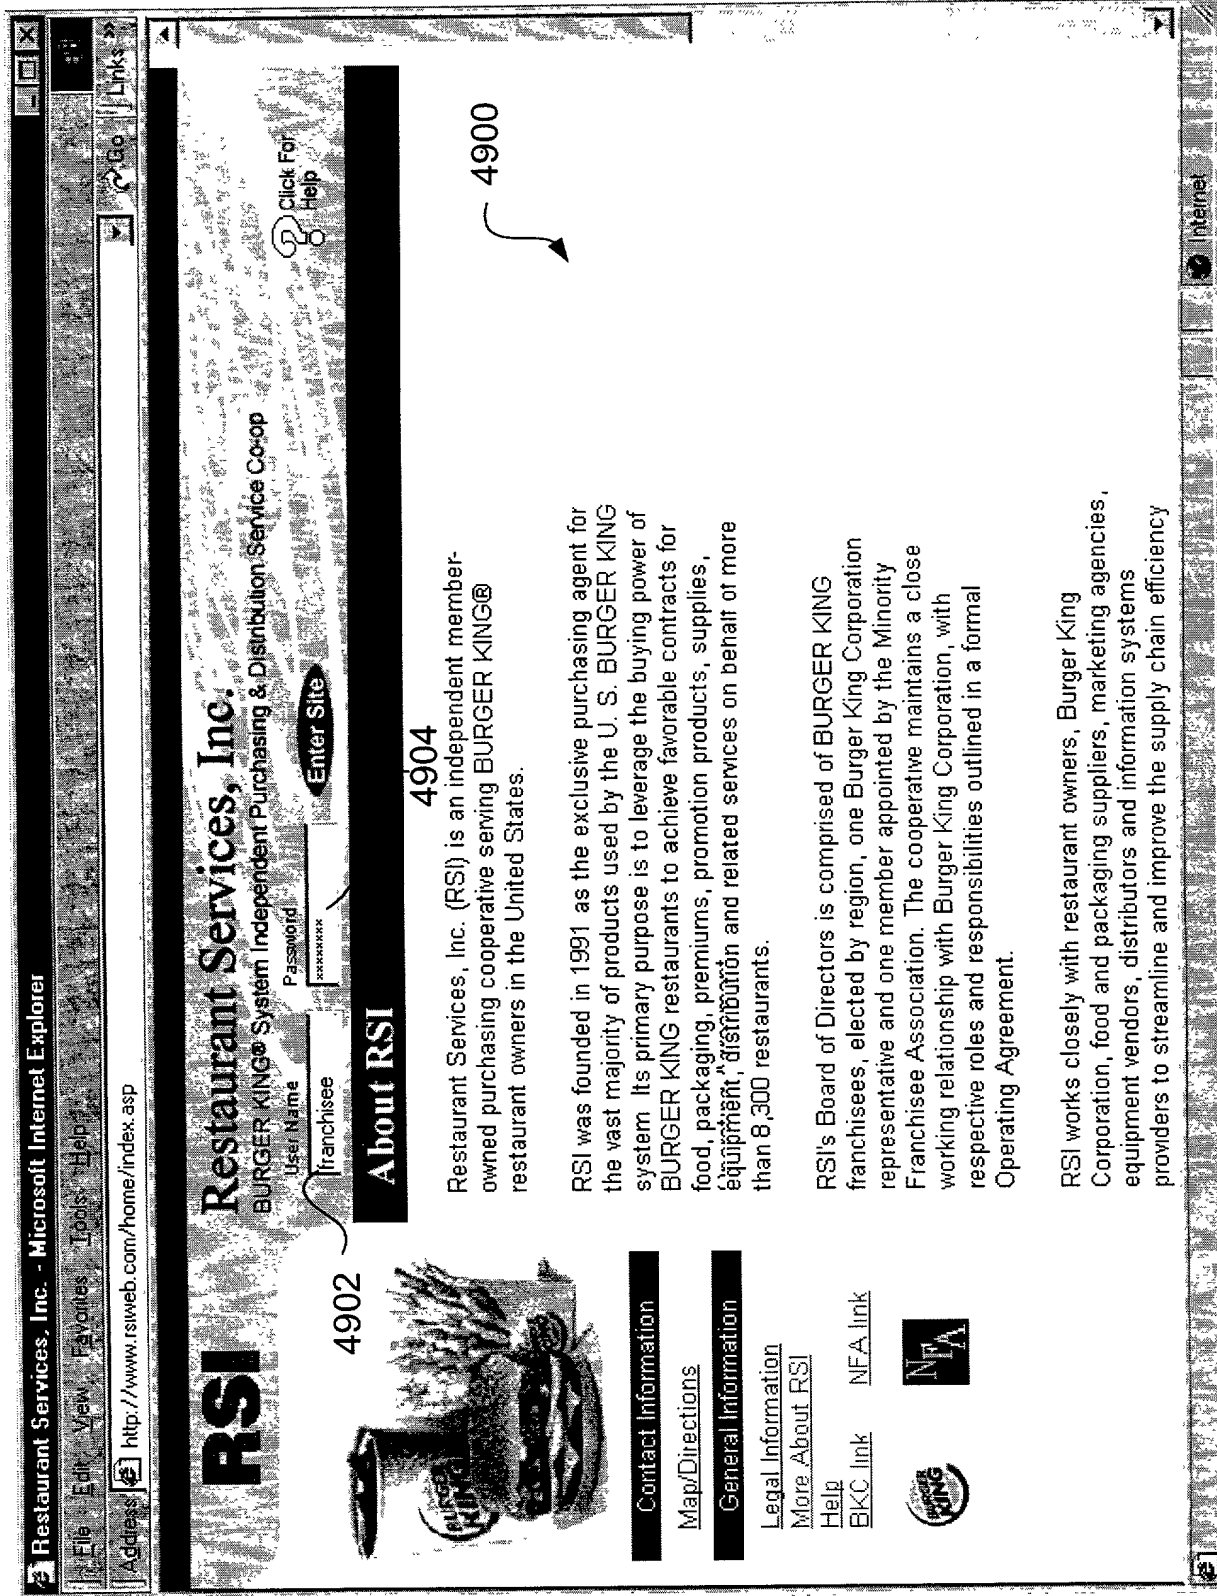 Restaurant Services, Inc. - Microsoft Internet Explorer
File Edit View Favorites Tools Help
Address http://www.rsiweb.com/home/index.asp Go Links »
RSI
Restaurant Services, Inc.
BURGER KING® System Independent Purchasing & Distribution Service Co-op
User Name Password
franchisee xxxxxxxx Enter Site
Click For
Help
4902
4904
4900
About RSI
BURGER
KING
Contact Information
Map/Directions
General Information
Legal Information
More About RSI
Help
BKC link NFA link
BURGER
KING
NFA
Restaurant Services, Inc. (RSI) is an independent member-
owned purchasing cooperative serving BURGER KING®
restaurant owners in the United States.
RSI was founded in 1991 as the exclusive purchasing agent for
the vast majority of products used by the U. S. BURGER KING
system. Its primary purpose is to leverage the buying power of
BURGER KING restaurants to achieve favorable contracts for
food, packaging, premiums, promotion products, supplies,
equipment, distribution and related services on behalf of more
than 8,300 restaurants.
RSI's Board of Directors is comprised of BURGER KING
franchisees, elected by region, one Burger King Corporation
representative and one member appointed by the Minority
Franchisee Association. The cooperative maintains a close
working relationship with Burger King Corporation, with
respective roles and responsibilities outlined in a formal
Operating Agreement.
RSI works closely with restaurant owners, Burger King
Corporation, food and packaging suppliers, marketing agencies,
equipment vendors, distributors and information systems
providers to streamline and improve the supply chain efficiency
Internet